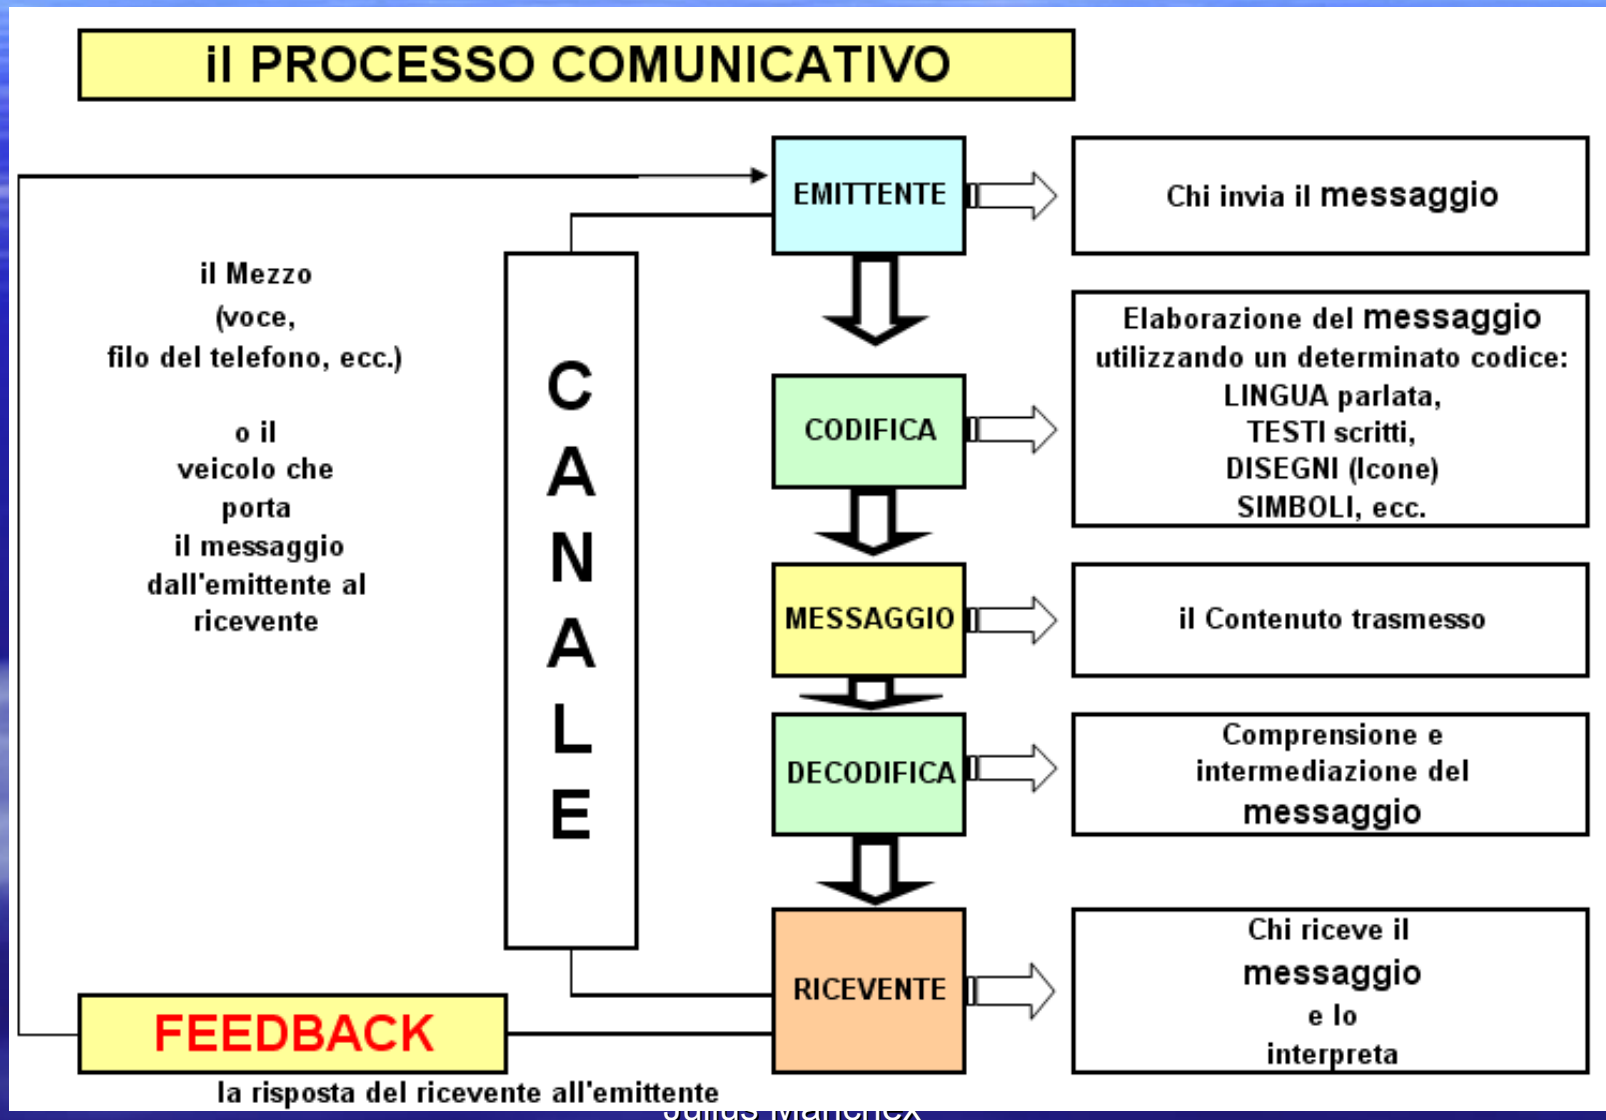 il PROCESSO COMUNICATIVO
EMITTENTE
Chi invia il messaggio
il Mezzo
(voce,
filo del telefono, ecc.)
o il
veicolo che
porta
il messaggio
dall'emittente al
ricevente
C
A
N
A
L
E
CODIFICA
Elaborazione del messaggio
utilizzando un determinato codice:
LINGUA parlata,
TESTI scritti,
DISEGNI (Icone)
SIMBOLI, ecc.
MESSAGGIO
il Contenuto trasmesso
DECODIFICA
Comprensione e
intermediazione del
messaggio
RICEVENTE
Chi riceve il
messaggio
e lo
interpreta
FEEDBACK
la risposta del ricevente all'emittente
Julius